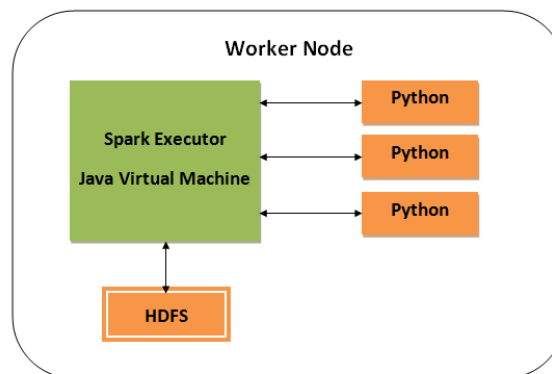 Worker Node
Spark Executor
Java Virtual Machine
Python
Python
Python
HDFS